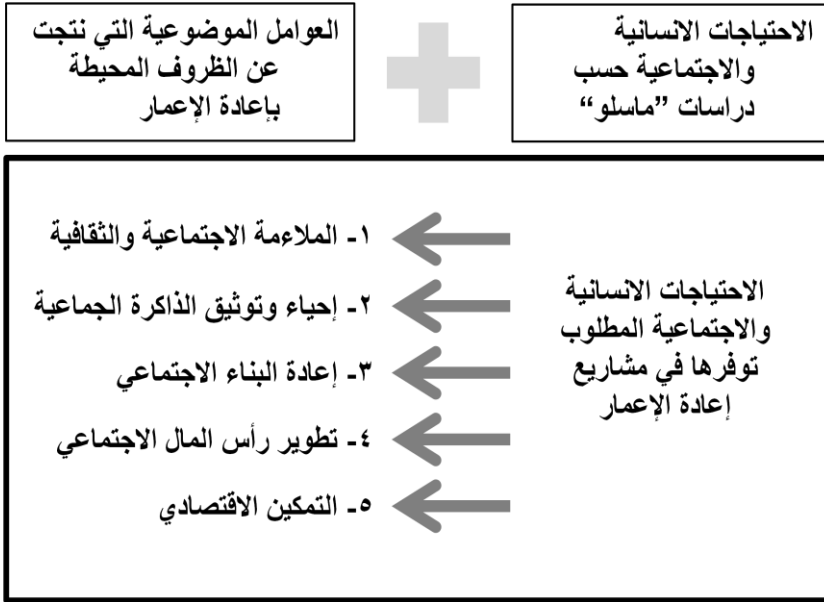 الاحتياجات الانسانية
والاجتماعية حسب
دراسات ”ماسلو“
العوامل الموضوعية التي نتجت
عن الظروف المحيطة
بإعادة الإعمار
الاحتياجات الانسانية
والاجتماعية المطلوب
توفرها في مشاريع
إعادة الإعمار
١- الملاءمة الاجتماعية والثقافية
٢- إحياء وتوثيق الذاكرة الجماعية
٣- إعادة البناء الاجتماعي
٤- تطوير رأس المال الاجتماعي
٥- التمكين الاقتصادي